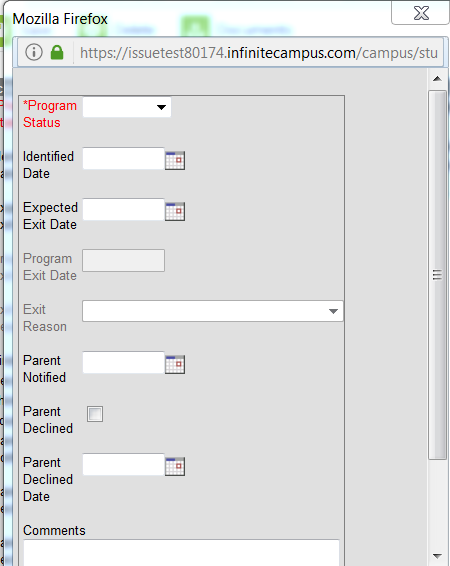 Mozilla Firefox
https://issuetest80174.infinitecampus.com/campus/stu
*Program
Status
Identified
Date
Expected
Exit Date
Program
Exit Date
Exit
Reason
Parent
Notified
Parent
Declined
Parent
Declined
Date
Comments